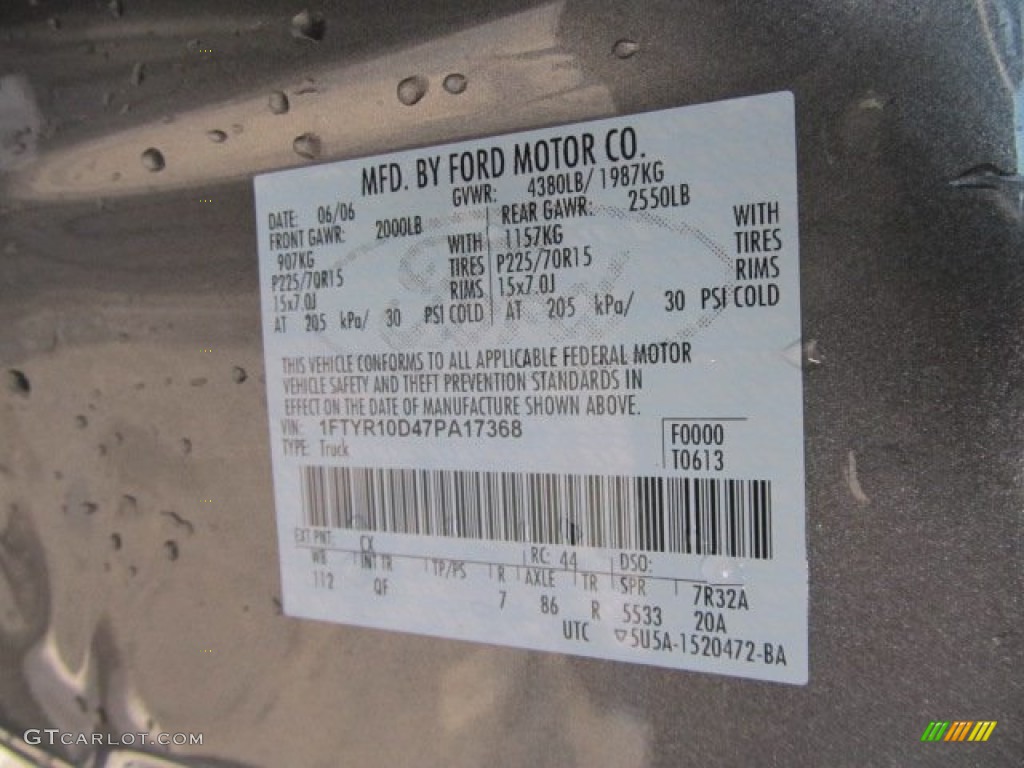 MFD. BY FORD MOTOR CO.
DATE: 06/06 GVWR: 4380LB/ 1987KG
FRONT GAWR: 2000LB REAR GAWR: 2550LB
907KG WITH 1157KG WITH
P225/70R15 TIRES P225/70R15 TIRES
15x7.0J RIMS 15x7.0J RIMS
AT 205 kPa/ 30 PSI COLD AT 205 kPa/ 30 PSI COLD
THIS VEHICLE CONFORMS TO ALL APPLICABLE FEDERAL MOTOR
VEHICLE SAFETY AND THEFT PREVENTION STANDARDS IN
EFFECT ON THE DATE OF MANUFACTURE SHOWN ABOVE.
VIN: 1FTYR10D47PA17368 F0000
TYPE: Truck T0613
EXT PNT: CX RC: 44 DSO:
WB INT TR TP/PS R AXLE TR SPR 7R32A
112 QF 7 86 R 5533 20A
UTC ▽5U5A-1520472-BA
GTCARLOT.COM